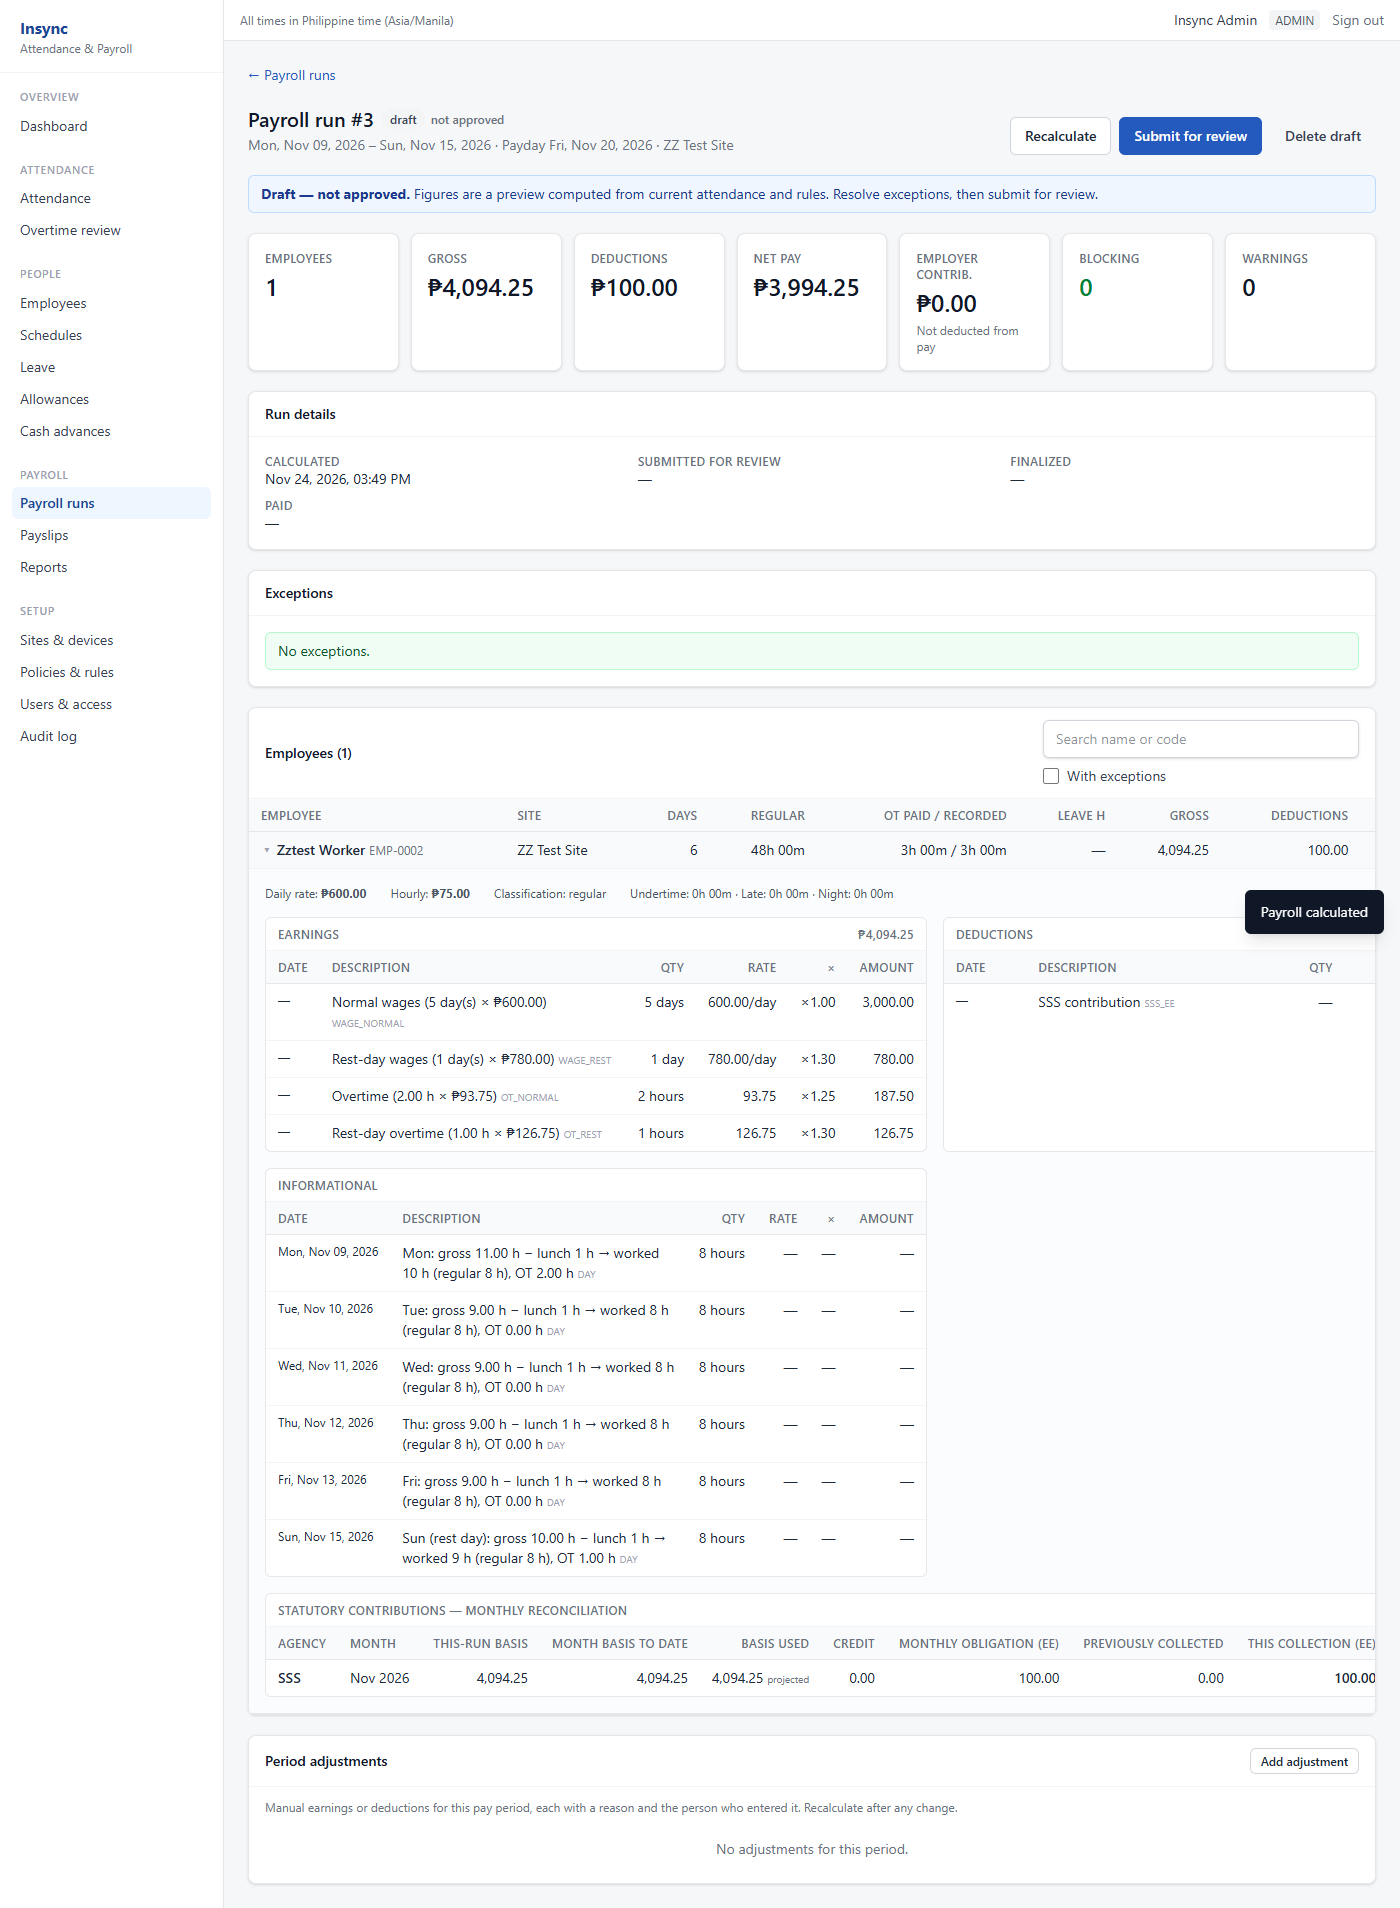 Insync
Attendance & Payroll
OVERVIEW
Dashboard
ATTENDANCE
Attendance
Overtime review
PEOPLE
Employees
Schedules
Leave
Allowances
Cash advances
PAYROLL
Payroll runs
Payslips
Reports
SETUP
Sites & devices
Policies & rules
Users & access
Audit log
All times in Philippine time (Asia/Manila)
Insync Admin ADMIN Sign out
← Payroll runs
Payroll run #3 draft not approved
Mon, Nov 09, 2026 – Sun, Nov 15, 2026 · Payday Fri, Nov 20, 2026 · ZZ Test Site
Recalculate Submit for review Delete draft
Draft — not approved. Figures are a preview computed from current attendance and rules. Resolve exceptions, then submit for review.
EMPLOYEES
1
GROSS
₱4,094.25
DEDUCTIONS
₱100.00
NET PAY
₱3,994.25
EMPLOYER
CONTRIB.
₱0.00
Not deducted from
pay
BLOCKING
0
WARNINGS
0
Run details
CALCULATED
Nov 24, 2026, 03:49 PM
SUBMITTED FOR REVIEW
—
FINALIZED
—
PAID
—
Exceptions
No exceptions.
Employees (1)
Search name or code
With exceptions
EMPLOYEE SITE DAYS REGULAR OT PAID / RECORDED LEAVE H GROSS DEDUCTIONS
▾ Zztest Worker EMP-0002 ZZ Test Site 6 48h 00m 3h 00m / 3h 00m — 4,094.25 100.00
Daily rate: ₱600.00 Hourly: ₱75.00 Classification: regular Undertime: 0h 00m · Late: 0h 00m · Night: 0h 00m
Payroll calculated
EARNINGS ₱4,094.25
DATE DESCRIPTION QTY RATE × AMOUNT
— Normal wages (5 day(s) × ₱600.00) 5 days 600.00/day ×1.00 3,000.00
WAGE_NORMAL
— Rest-day wages (1 day(s) × ₱780.00) WAGE_REST 1 day 780.00/day ×1.30 780.00
— Overtime (2.00 h × ₱93.75) OT_NORMAL 2 hours 93.75 ×1.25 187.50
— Rest-day overtime (1.00 h × ₱126.75) OT_REST 1 hours 126.75 ×1.30 126.75
DEDUCTIONS
DATE DESCRIPTION QTY
— SSS contribution SSS_EE —
INFORMATIONAL
DATE DESCRIPTION QTY RATE × AMOUNT
Mon, Nov 09, 2026 Mon: gross 11.00 h − lunch 1 h → worked 8 hours — — —
10 h (regular 8 h), OT 2.00 h DAY
Tue, Nov 10, 2026 Tue: gross 9.00 h − lunch 1 h → worked 8 h 8 hours — — —
(regular 8 h), OT 0.00 h DAY
Wed, Nov 11, 2026 Wed: gross 9.00 h − lunch 1 h → worked 8 h 8 hours — — —
(regular 8 h), OT 0.00 h DAY
Thu, Nov 12, 2026 Thu: gross 9.00 h − lunch 1 h → worked 8 h 8 hours — — —
(regular 8 h), OT 0.00 h DAY
Fri, Nov 13, 2026 Fri: gross 9.00 h − lunch 1 h → worked 8 h 8 hours — — —
(regular 8 h), OT 0.00 h DAY
Sun, Nov 15, 2026 Sun (rest day): gross 10.00 h − lunch 1 h → 8 hours — — —
worked 9 h (regular 8 h), OT 1.00 h DAY
STATUTORY CONTRIBUTIONS — MONTHLY RECONCILIATION
AGENCY MONTH THIS-RUN BASIS MONTH BASIS TO DATE BASIS USED CREDIT MONTHLY OBLIGATION (EE) PREVIOUSLY COLLECTED THIS COLLECTION (EE)
SSS Nov 2026 4,094.25 4,094.25 4,094.25 projected 0.00 100.00 0.00 100.00
Period adjustments
Add adjustment
Manual earnings or deductions for this pay period, each with a reason and the person who entered it. Recalculate after any change.
No adjustments for this period.